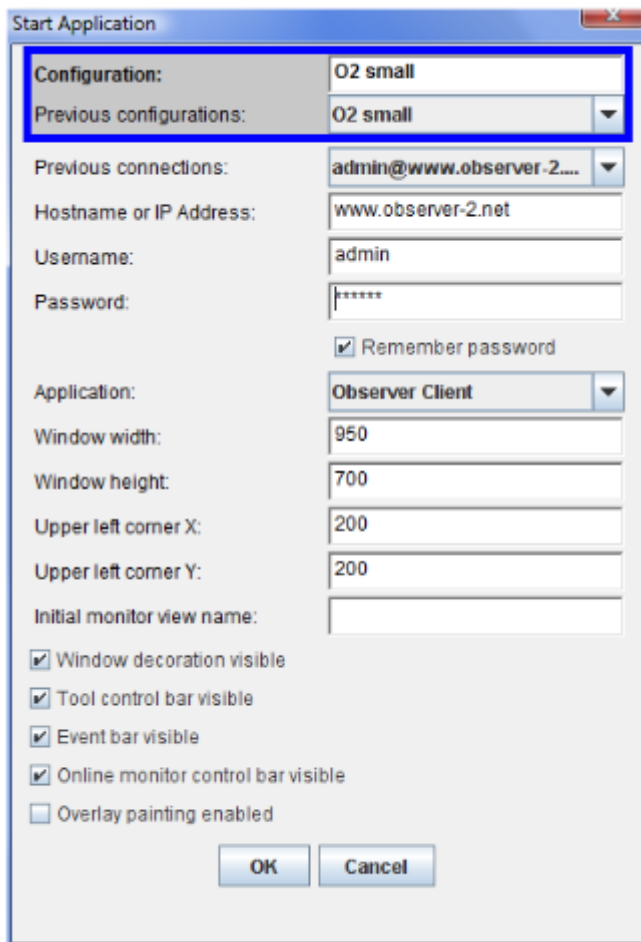 Start Application
Configuration: O2 small
Previous configurations: O2 small
Previous connections: admin@www.observer-2....
Hostname or IP Address: www.observer-2.net
Username: admin
Password: ******
Remember password
Application: Observer Client
Window width: 950
Window height: 700
Upper left corner X: 200
Upper left corner Y: 200
Initial monitor view name:
Window decoration visible
Tool control bar visible
Event bar visible
Online monitor control bar visible
Overlay painting enabled
OK Cancel